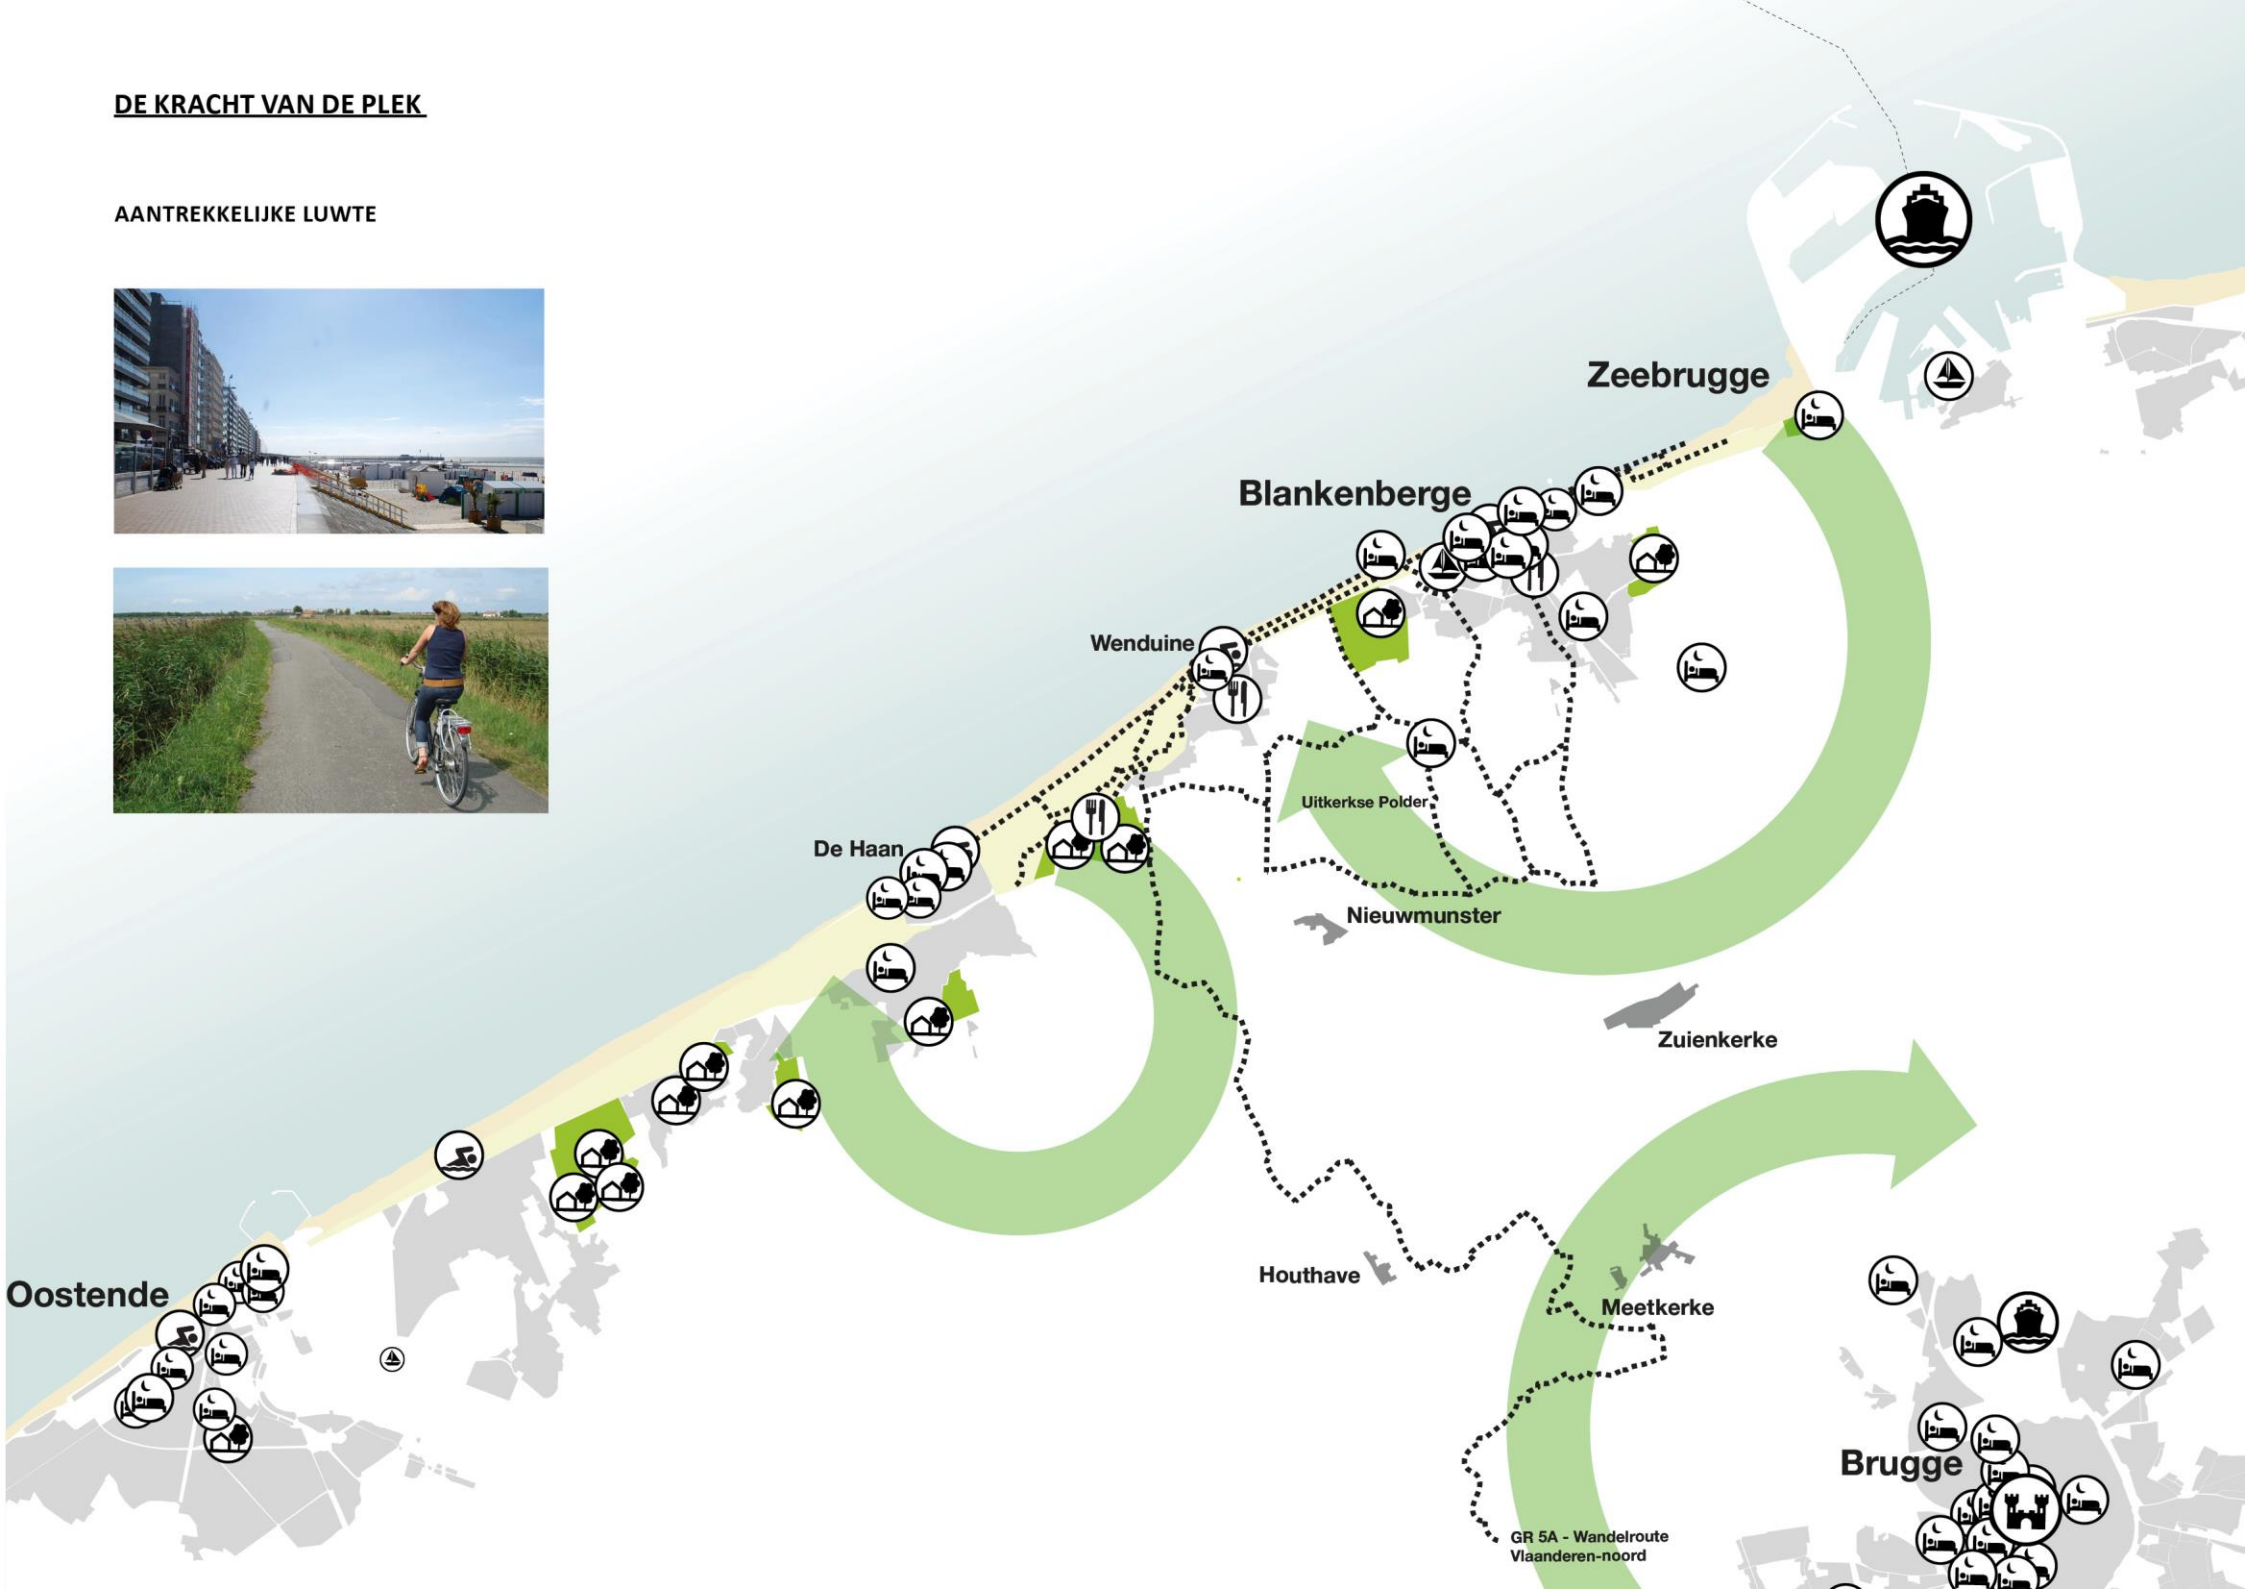 DE KRACHT VAN DE PLEK
AANTREKKELIJKE LUWTE
Zeebrugge
Blankenberge
Wenduine
Uitkerkse Polder
De Haan
Nieuwmunster
Zuienkerke
Houthave
Oostende
Meetkerke
Brugge
GR 5A - Wandelroute
Vlaanderen-noord